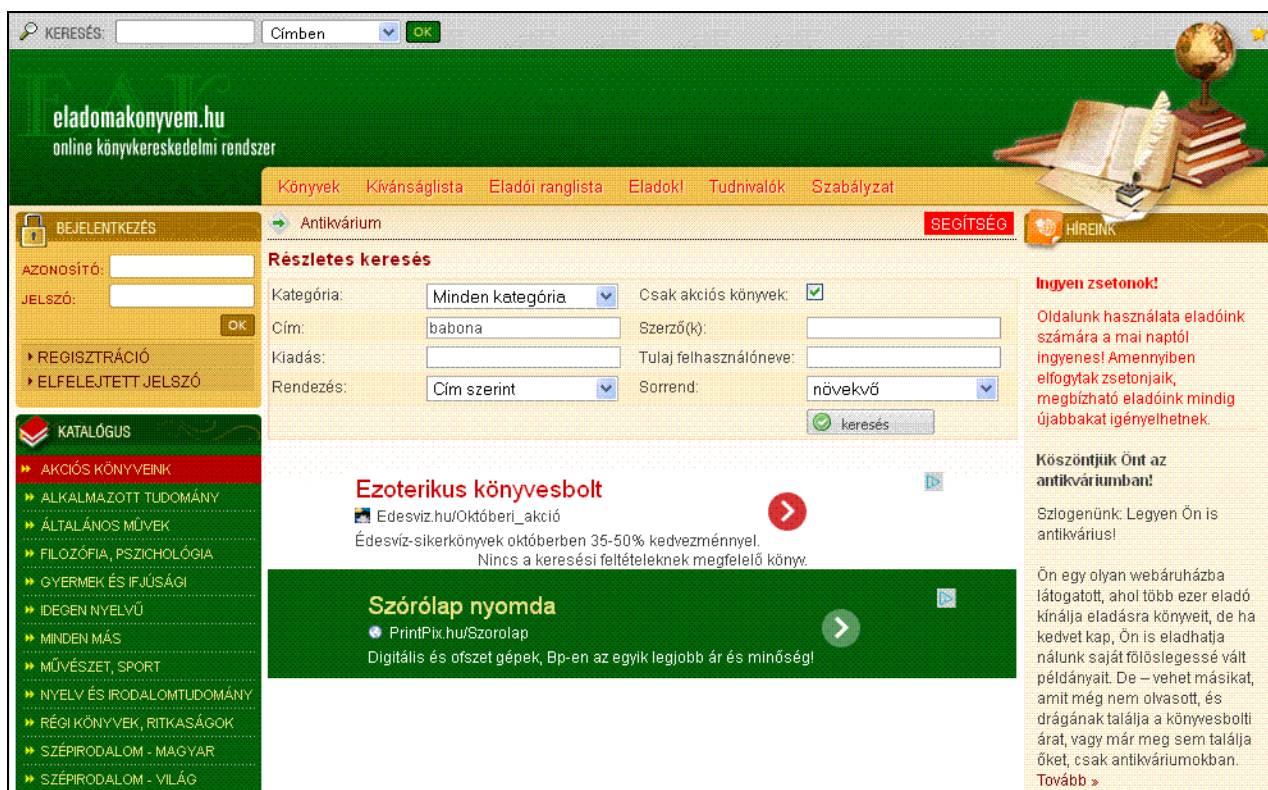 KERESÉS:
Címben
OK
EAK
eladomakonyvem.hu
online könyvkereskedelmi rendszer
Könyvek Kívánságlista Eladói ranglista Eladok! Tudnivalók Szabályzat
BEJELENTKEZÉS
AZONOSÍTÓ:
JELSZÓ:
OK
REGISZTRÁCIÓ
ELFELEJTETT JELSZÓ
KATALÓGUS
AKCIÓS KÖNYVEINK
ALKALMAZOTT TUDOMÁNY
ÁLTALÁNOS MŰVEK
FILOZÓFIA, PSZICHOLÓGIA
GYERMEK ÉS IFJÚSÁGI
IDEGEN NYELVŰ
MINDEN MÁS
MŰVÉSZET, SPORT
NYELV ÉS IRODALOMTUDOMÁNY
RÉGI KÖNYVEK, RITKASÁGOK
SZÉPIRODALOM - MAGYAR
SZÉPIRODALOM - VILÁG
Antikvárium
SEGÍTSÉG
Részletes keresés
Kategória: Minden kategória Csak akciós könyvek:
Cím: babona Szerző(k):
Kiadás: Tulaj felhasználóneve:
Rendezés: Cím szerint Sorrend: növekvő
keresés
Ezoterikus könyvesbolt
Edesviz.hu/Októberi_akció
Édesvíz-sikerkönyvek októberben 35-50% kedvezménnyel.
Nincs a keresési feltételeknek megfelelő könyv.
Szórólap nyomda
PrintPix.hu/Szorolap
Digitális és ofszet gépek, Bp-en az egyik legjobb ár és minőség!
HÍREINK
Ingyen zsetonok!
Oldalunk használata eladóink
számára a mai naptól
ingyenes! Amennyiben
elfogytak zsetonjaik,
megbízható eladóink mindig
újabbakat igényelhetnek.
Köszöntjük Önt az
antikváriumban!
Szlogenünk: Legyen Ön is
antikvárius!
Ön egy olyan webáruházba
látogatott, ahol több ezer eladó
kínálja eladásra könyveit, de ha
kedvet kap, Ön is eladhatja
nálunk saját fölöslegessé vált
példányait. De – vehet másikat,
amit még nem olvasott, és
drágának találja a könyvesbolti
árat, vagy már meg sem találja
őket, csak antikváriumokban.
Tovább »